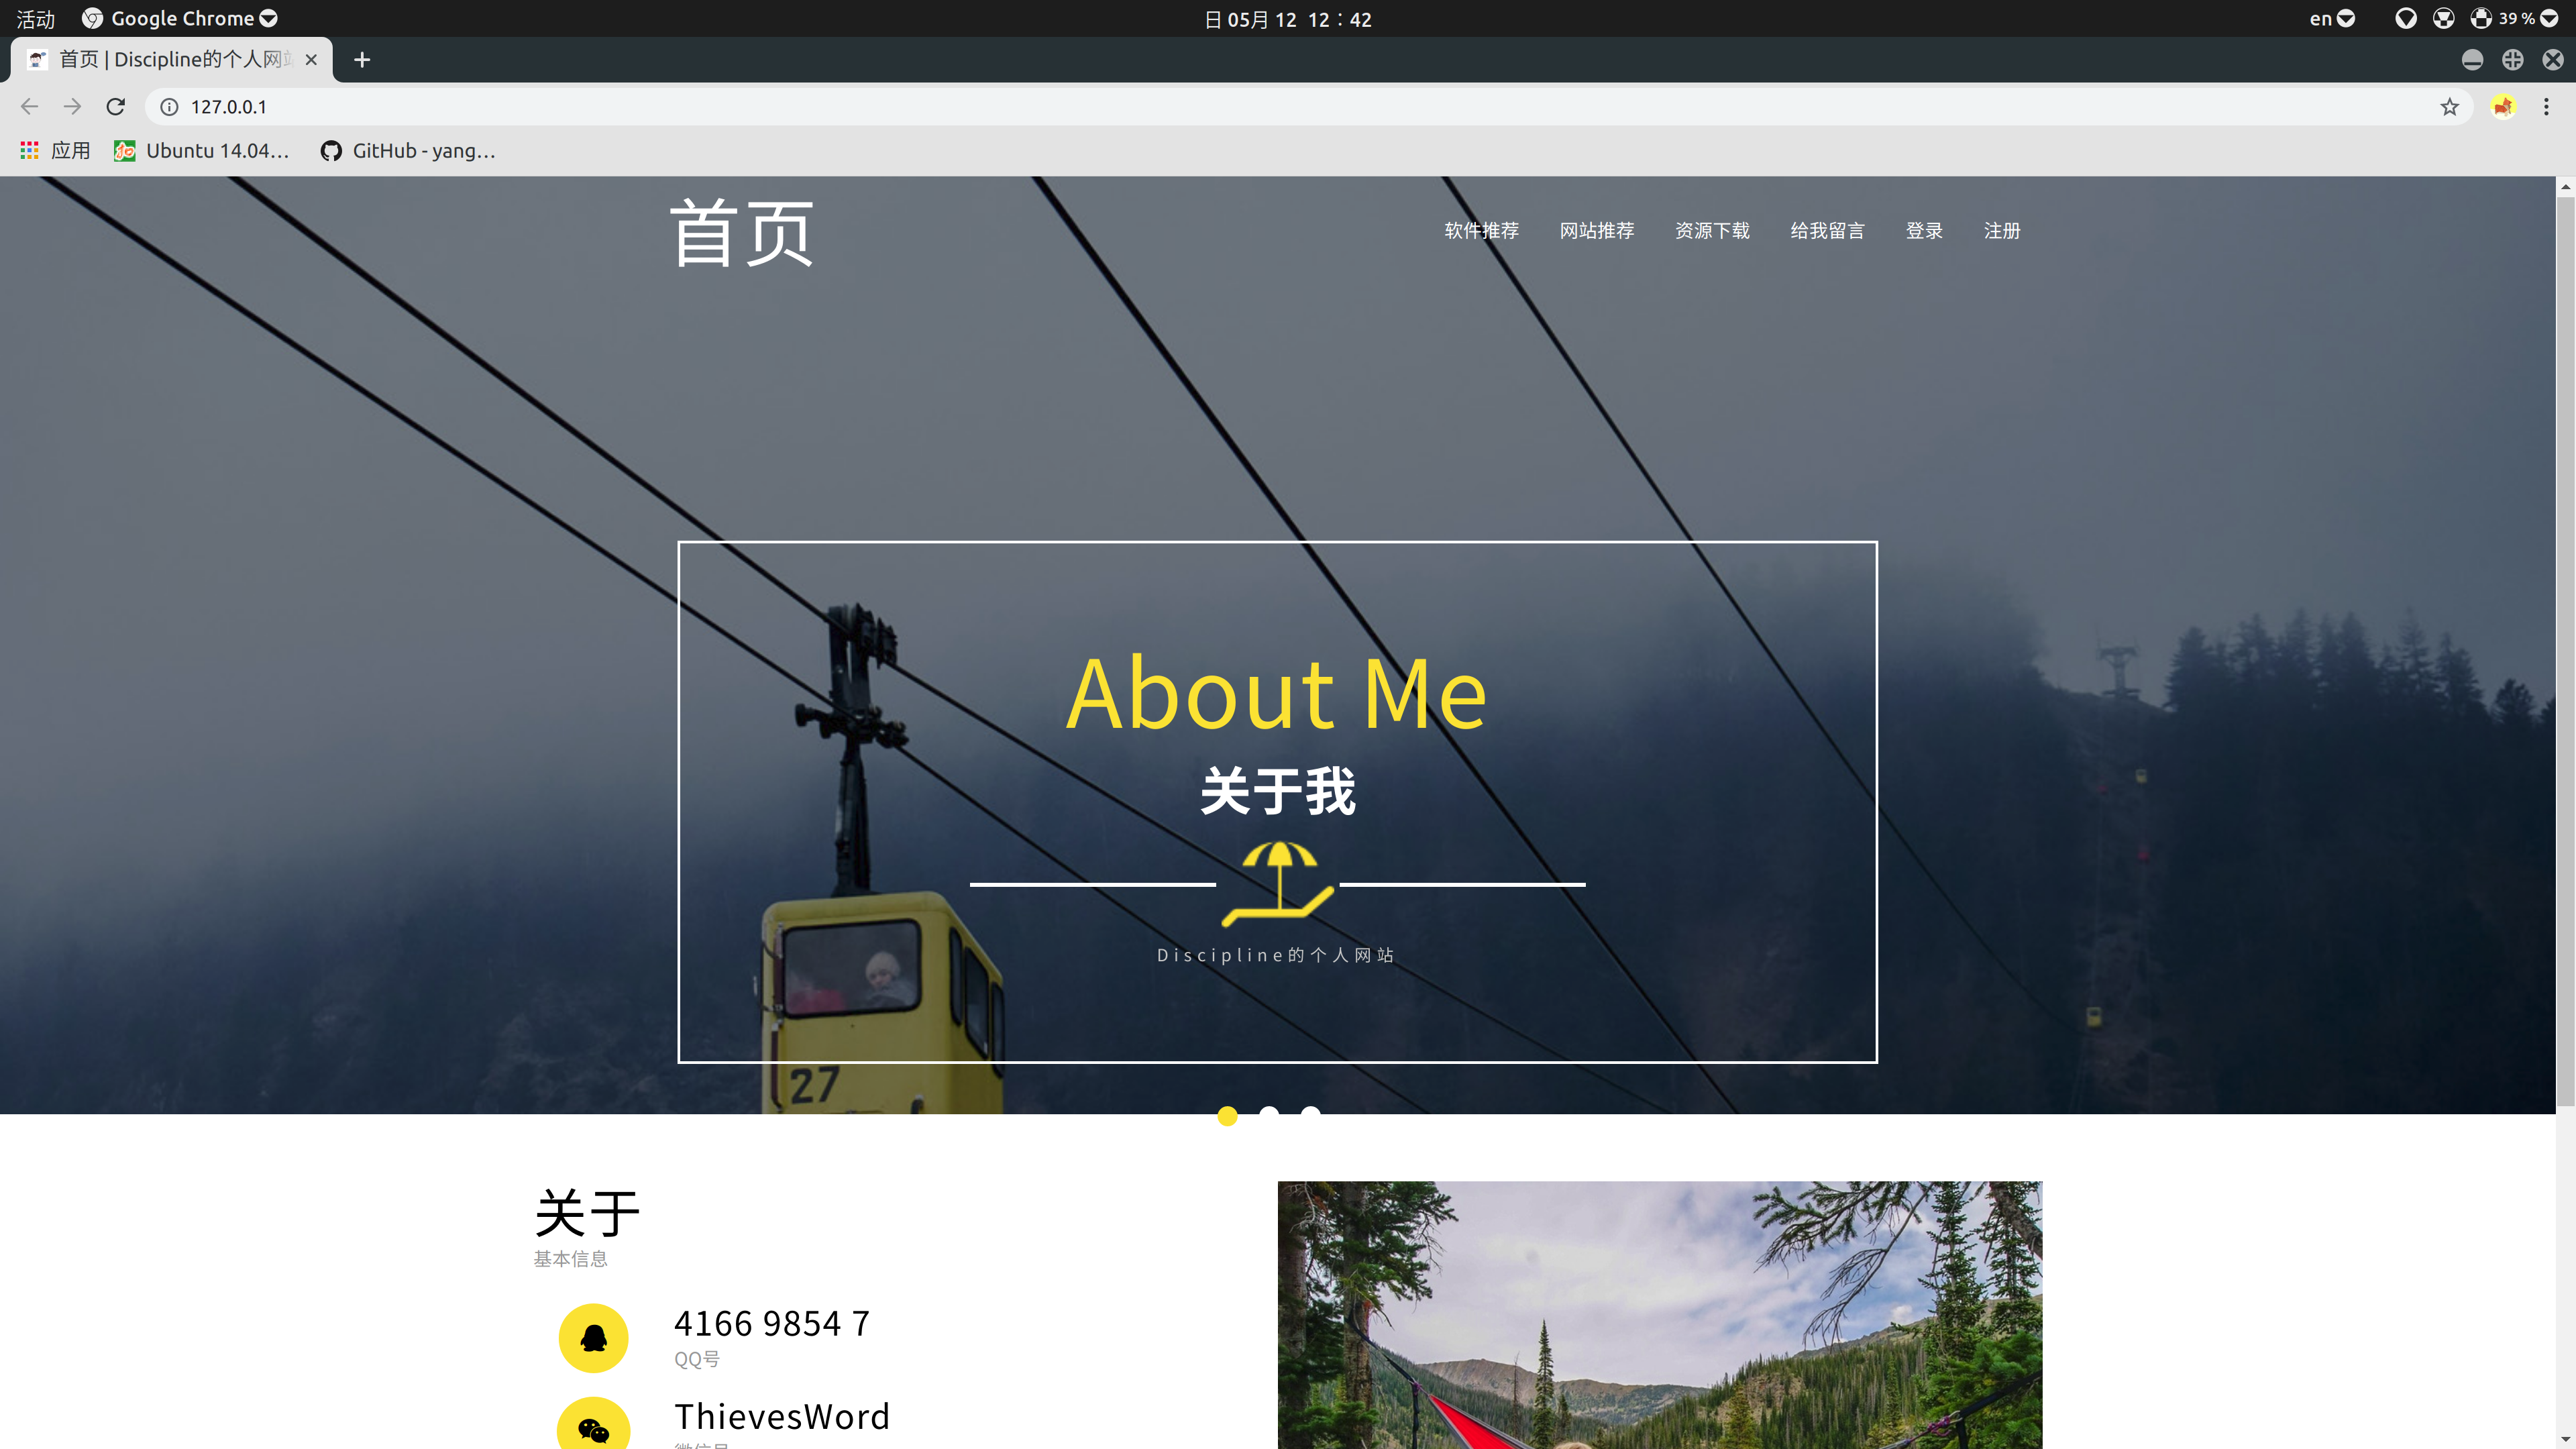 活动 Google Chrome 日 05月 12 12：42 en 39 %
首页 | Discipline的个人网站
127.0.0.1
应用 Ubuntu 14.04... GitHub - yang...
首页 软件推荐 网站推荐 资源下载 给我留言 登录 注册
About Me
关于我
Discipline的个人网站
27
关于
基本信息
4166 9854 7
QQ号
ThievesWord
微信号